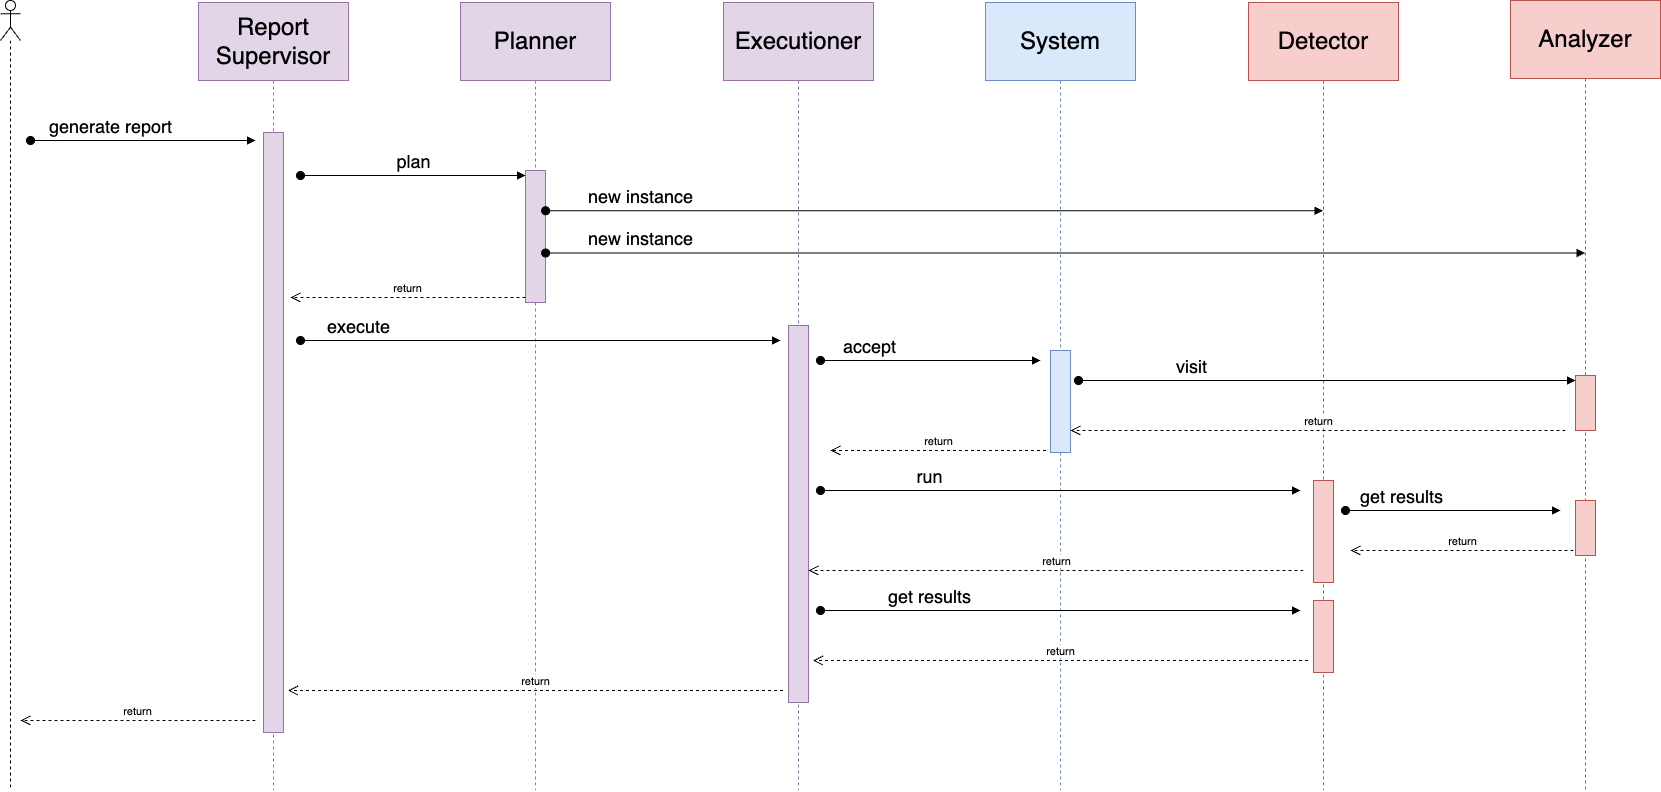 Report
Supervisor
Planner
Executioner
System
Detector
Analyzer
generate report
plan
new instance
new instance
return
execute
accept
visit
return
return
run
get results
return
return
get results
return
return
return